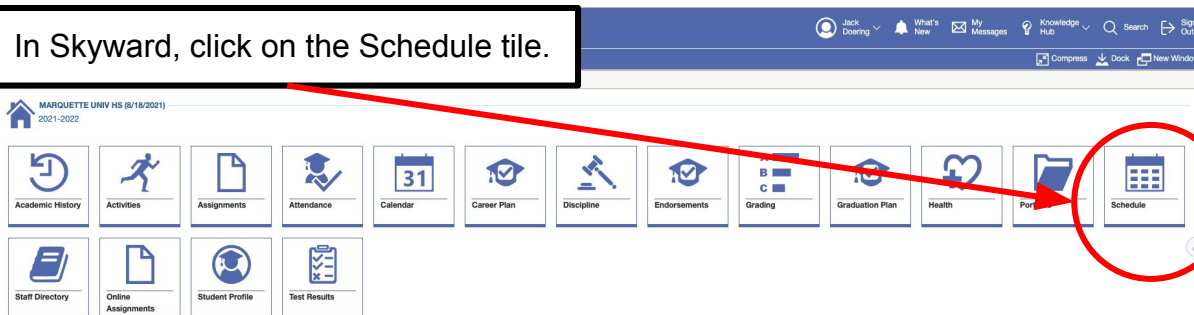 In Skyward, click on the Schedule tile.
Jack Doering
What's New
My Messages
Knowledge Hub
Search
Sign Out
Compress
Dock
New Window
MARQUETTE UNIV HS (8/18/2021)
2021-2022
31
B
C
Academic History
Activities
Assignments
Attendance
Calendar
Career Plan
Discipline
Endorsements
Grading
Graduation Plan
Health
Schedule
Staff Directory
Online
Assignments
Student Profile
Test Results